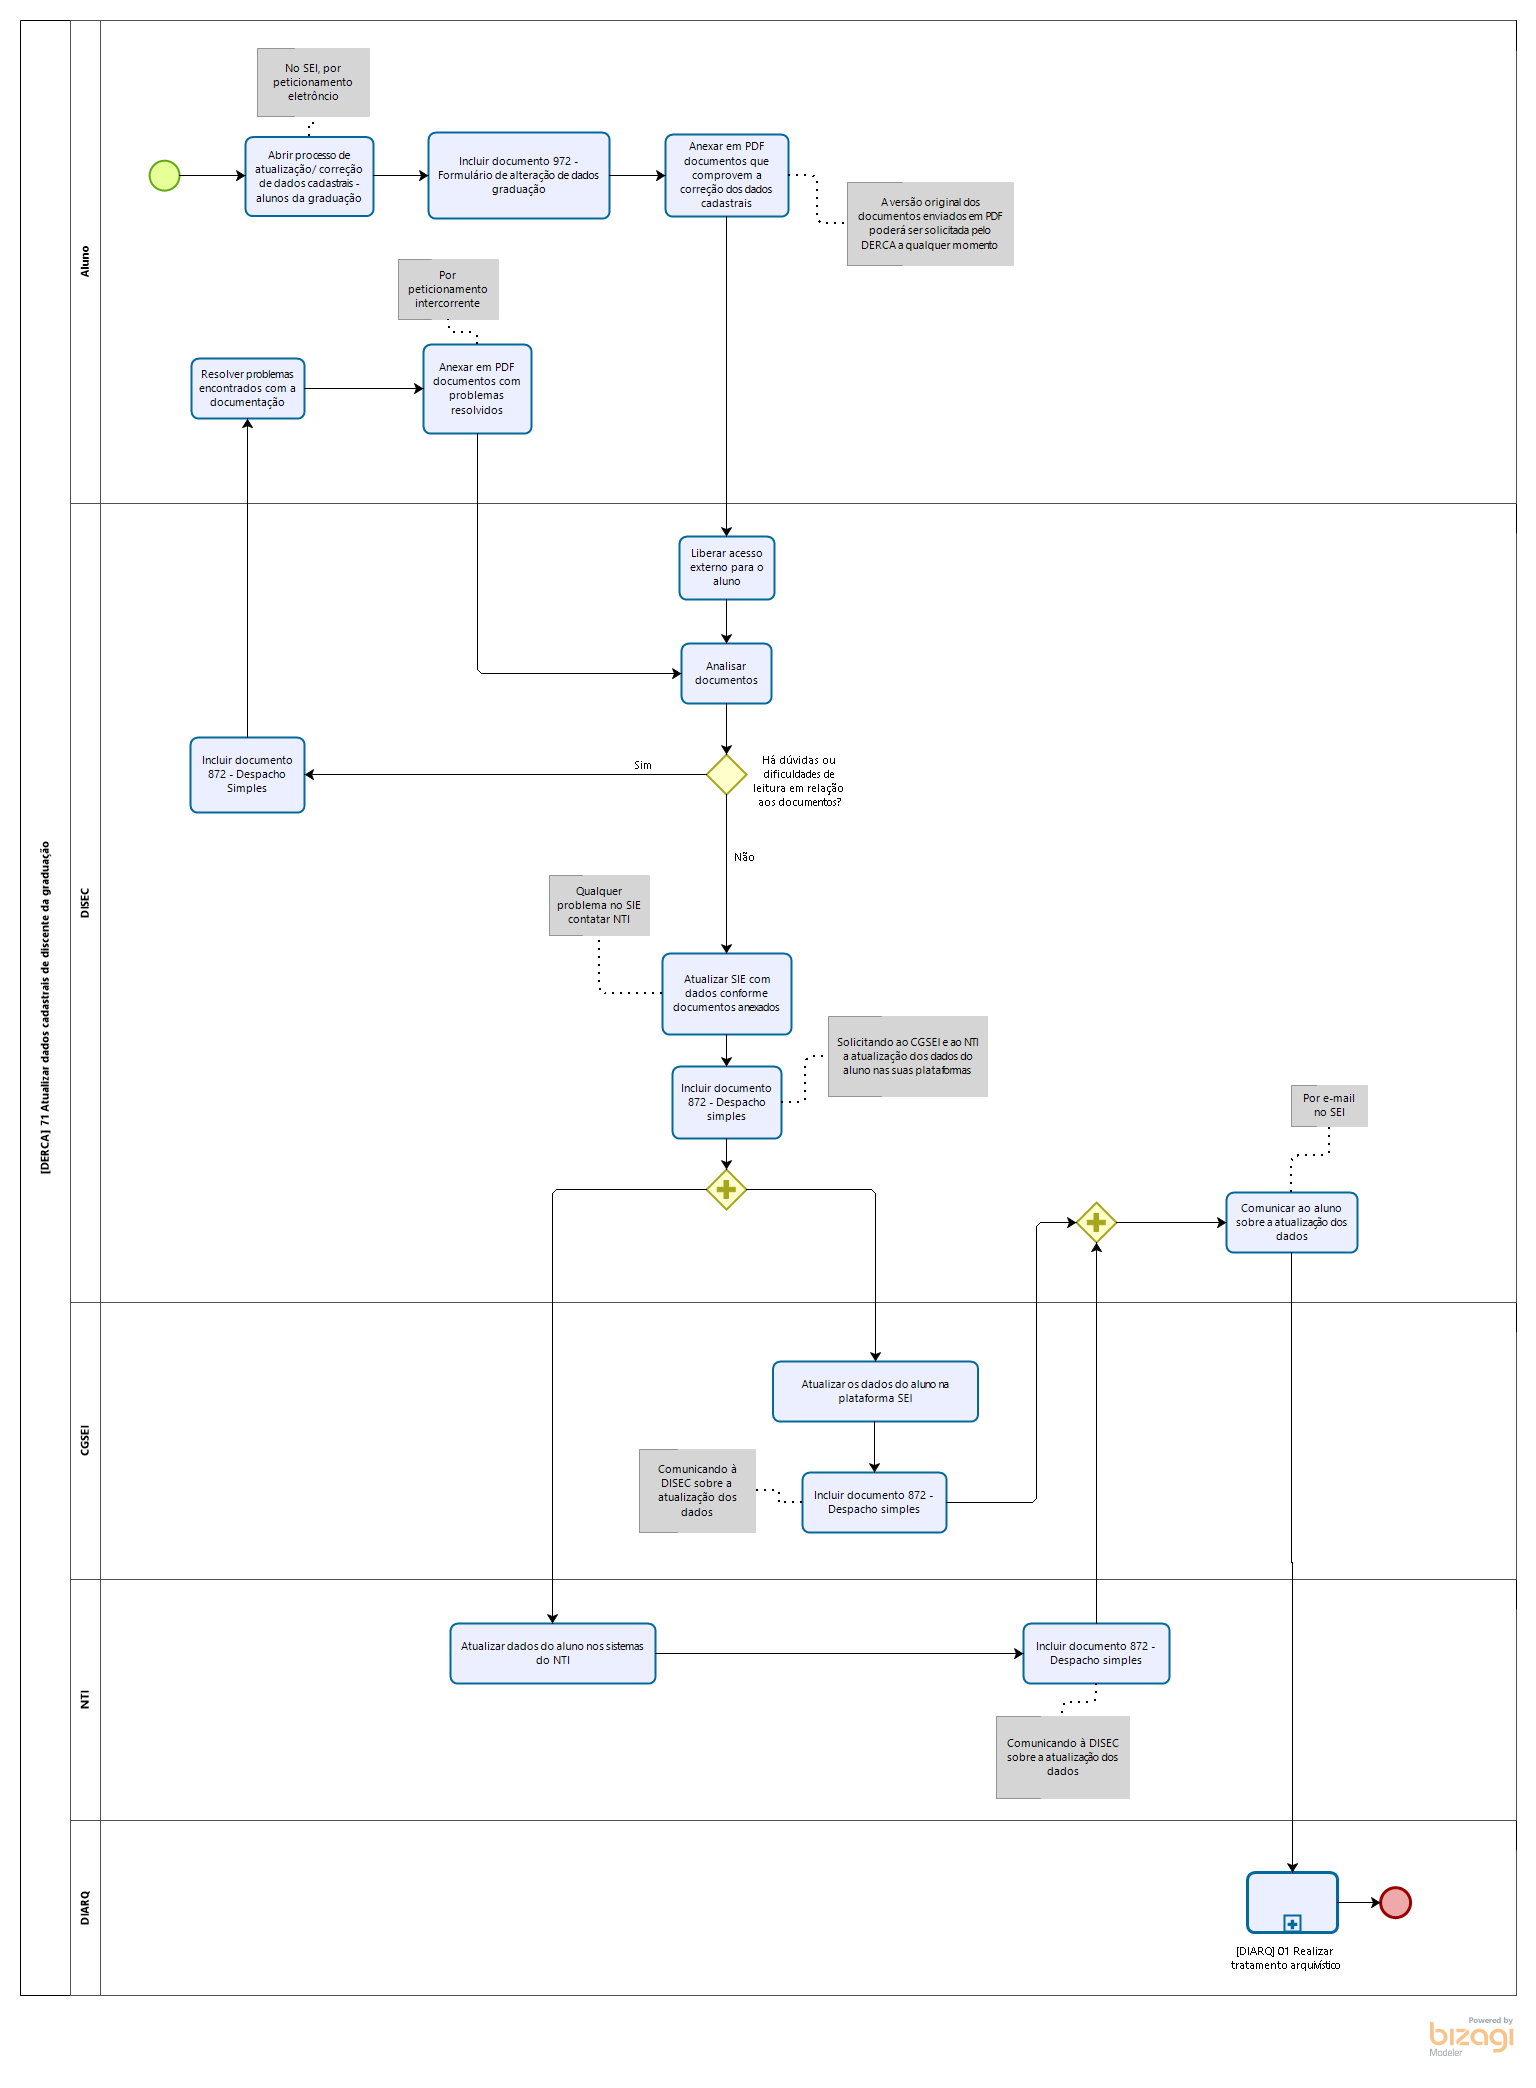 [DERCA] 71 Atualizar dados cadastrais de discente da graduação
Aluno
No SEI, por
peticionamento
eletrôncio
Abrir processo de
atualização/ correção
de dados cadastrais -
alunos da graduação
Incluir documento 972 -
Formulário de alteração de dados
graduação
Anexar em PDF
documentos que
comprovem a
correção dos dados
cadastrais
A versão original dos
documentos enviados em PDF
poderá ser solicitada pelo
DERCA a qualquer momento
Por
peticionamento
intercorrente
Resolver problemas
encontrados com a
documentação
Anexar em PDF
documentos com
problemas
resolvidos
DISEC
Liberar acesso
externo para o
aluno
Analisar
documentos
Há dúvidas ou
dificuldades de
leitura em relação
aos documentos?
Sim
Incluir documento
872 - Despacho
Simples
Não
Qualquer
problema no SIE
contatar NTI
Atualizar SIE com
dados conforme
documentos anexados
Solicitando ao CGSEI e ao NTI
a atualização dos dados do
aluno nas suas plataformas
Incluir documento
872 - Despacho
simples
Por e-mail
no SEI
Comunicar ao aluno
sobre a atualização dos
dados
CGSEI
Atualizar os dados do aluno na
plataforma SEI
Comunicando à
DISEC sobre a
atualização dos
dados
Incluir documento 872 -
Despacho simples
NTI
Atualizar dados do aluno nos sistemas
do NTI
Incluir documento 872 -
Despacho simples
Comunicando à DISEC
sobre a atualização dos
dados
DIARQ
[DIARQ] 01 Realizar
tratamento arquivístico
Powered by
bizagi
Modeler